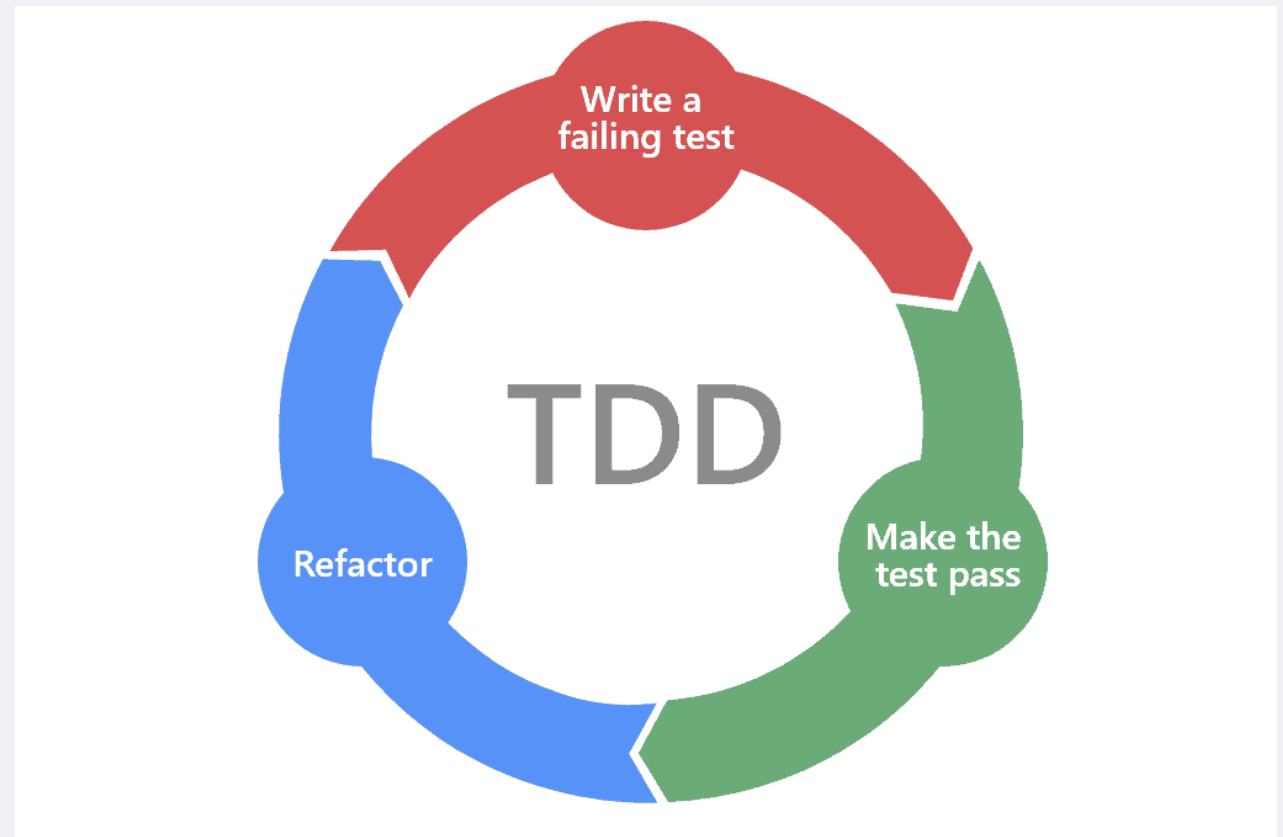 Write a
failing test
TDD
Make the
test pass
Refactor